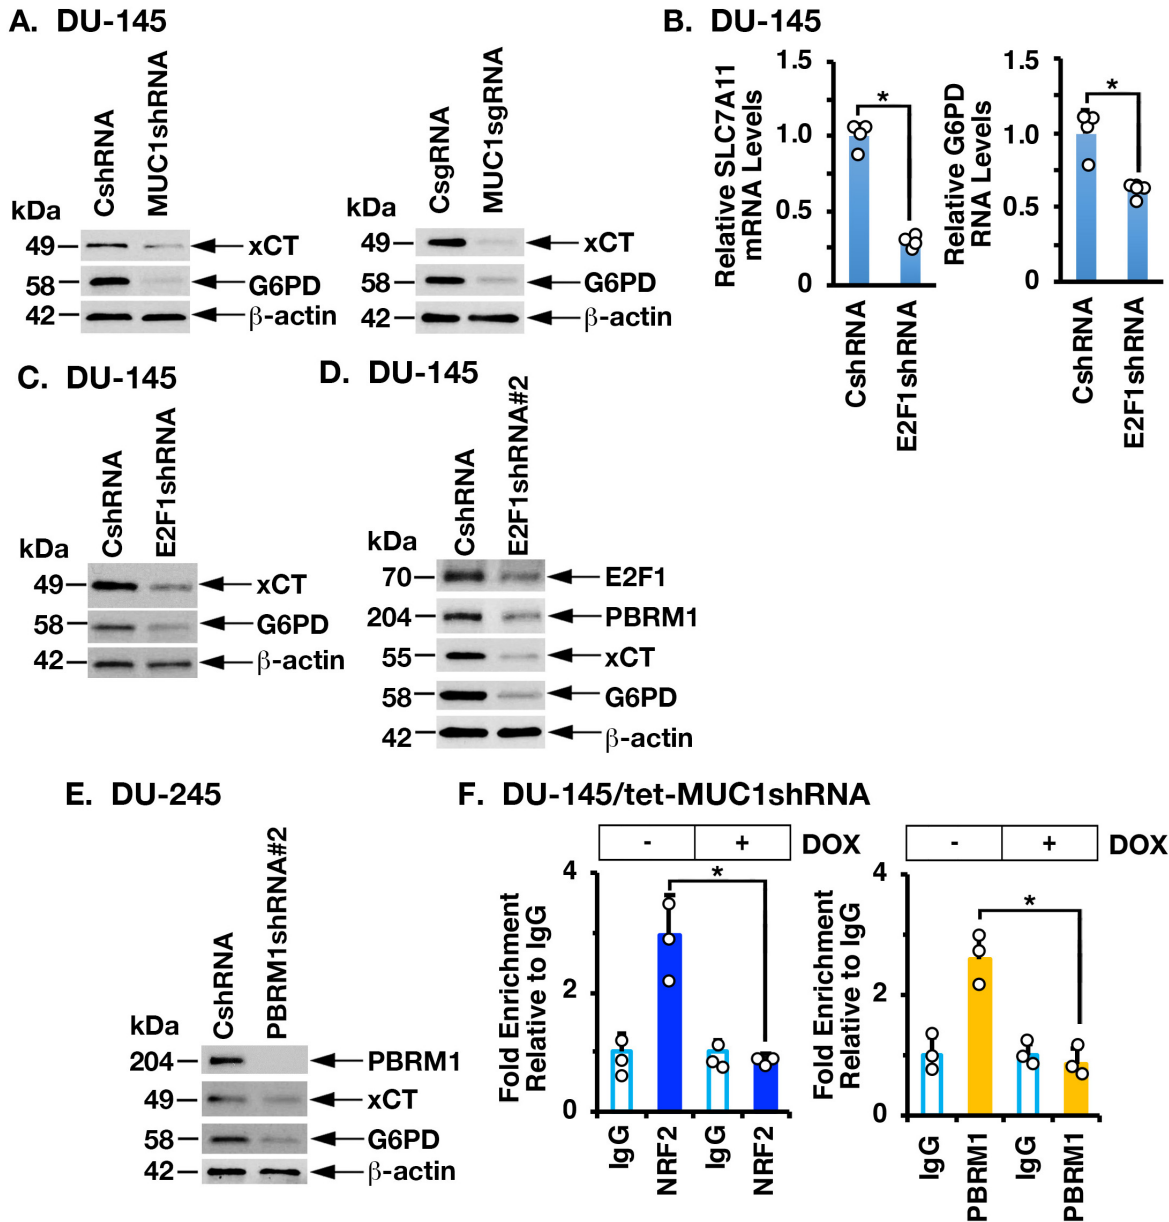 A. DU-145
CshRNA
MUC1shRNA
kDa
49
xCT
58
G6PD
42
β-actin
CsgRNA
MUC1sgRNA
kDa
49
xCT
58
G6PD
42
β-actin
B. DU-145
Relative SLC7A11
mRNA Levels
1.5
1.0
0.5
0
*
CshRNA
E2F1shRNA
Relative G6PD
RNA Levels
1.5
1.0
0.5
0
*
CshRNA
E2F1shRNA
C. DU-145
CshRNA
E2F1shRNA
kDa
49
xCT
58
G6PD
42
β-actin
D. DU-145
CshRNA
E2F1shRNA#2
kDa
70
E2F1
204
PBRM1
55
xCT
58
G6PD
42
β-actin
E. DU-245
CshRNA
PBRM1shRNA#2
kDa
204
PBRM1
49
xCT
58
G6PD
42
β-actin
F. DU-145/tet-MUC1shRNA
- + DOX
Fold Enrichment
Relative to IgG
4
2
0
*
IgG
NRF2
IgG
NRF2
- + DOX
Fold Enrichment
Relative to IgG
4
2
0
*
IgG
PBRM1
IgG
PBRM1